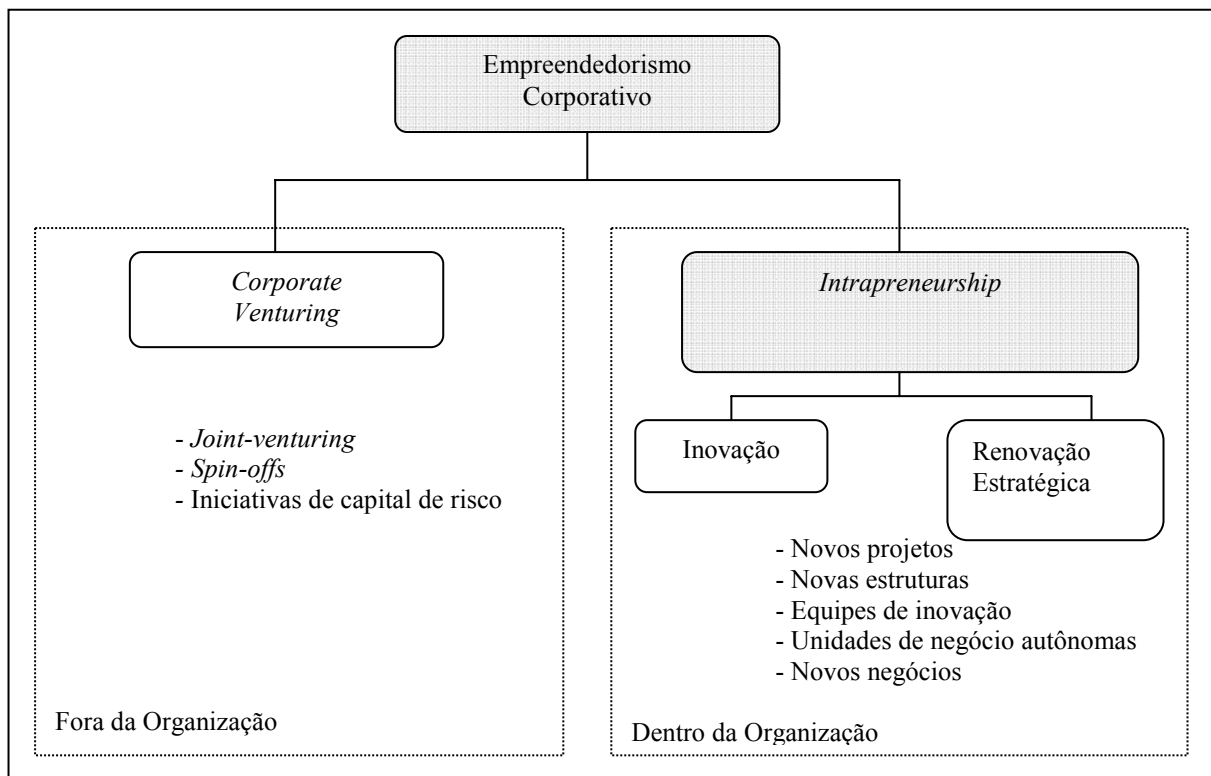 Empreendedorismo
Corporativo
Corporate
Venturing
- Joint-venturing
- Spin-offs
- Iniciativas de capital de risco
Fora da Organização
Intrapreneurship
Inovação
Renovação
Estratégica
- Novos projetos
- Novas estruturas
- Equipes de inovação
- Unidades de negócio autônomas
- Novos negócios
Dentro da Organização